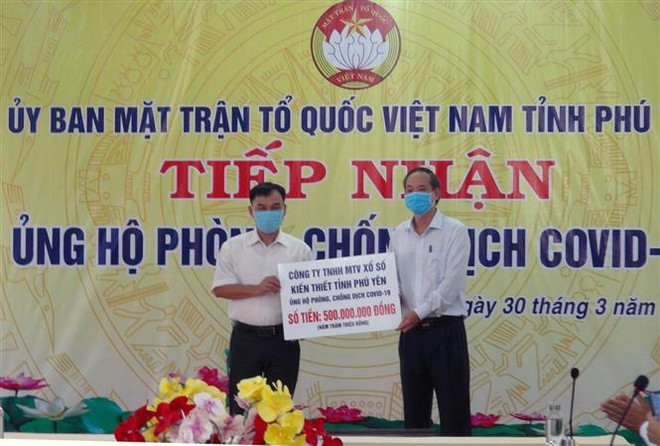 MẶT TRẬN TỔ QUỐC
VIỆT NAM
ỦY BAN MẶT TRẬN TỔ QUỐC VIỆT NAM TỈNH PHÚ
TIẾP NHẬN
ỦNG HỘ PHÒNG, CHỐNG DỊCH COVID-
CÔNG TY TNHH MTV XỔ SỐ
KIẾN THIẾT TỈNH PHÚ YÊN
ỦNG HỘ PHÒNG, CHỐNG DỊCH COVID-19
SỐ TIỀN: 500.000.000 ĐỒNG
(NĂM TRĂM TRIỆU ĐỒNG)
gày 30 tháng 3 năm